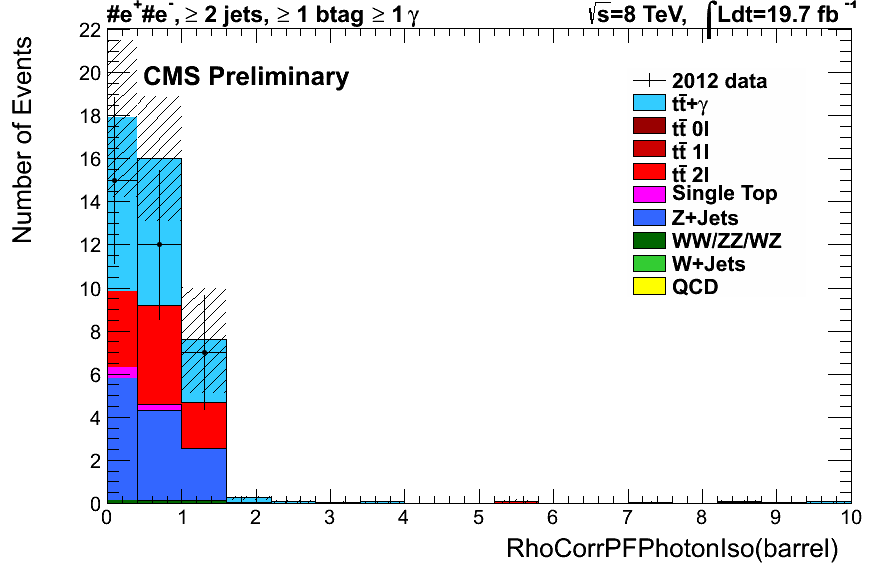 #e⁺#e⁻, ≥ 2 jets, ≥ 1 btag ≥ 1 γ √s=8 TeV, ∫Ldt=19.7 fb⁻¹
CMS Preliminary
2012 data
tt̄+γ
tt̄ 0l
tt̄ 1l
tt̄ 2l
Single Top
Z+Jets
WW/ZZ/WZ
W+Jets
QCD
Number of Events
22
20
18
16
14
12
10
8
6
4
2
0
0 1 2 3 4 5 6 7 8 9 10
RhoCorrPFPhotonIso(barrel)